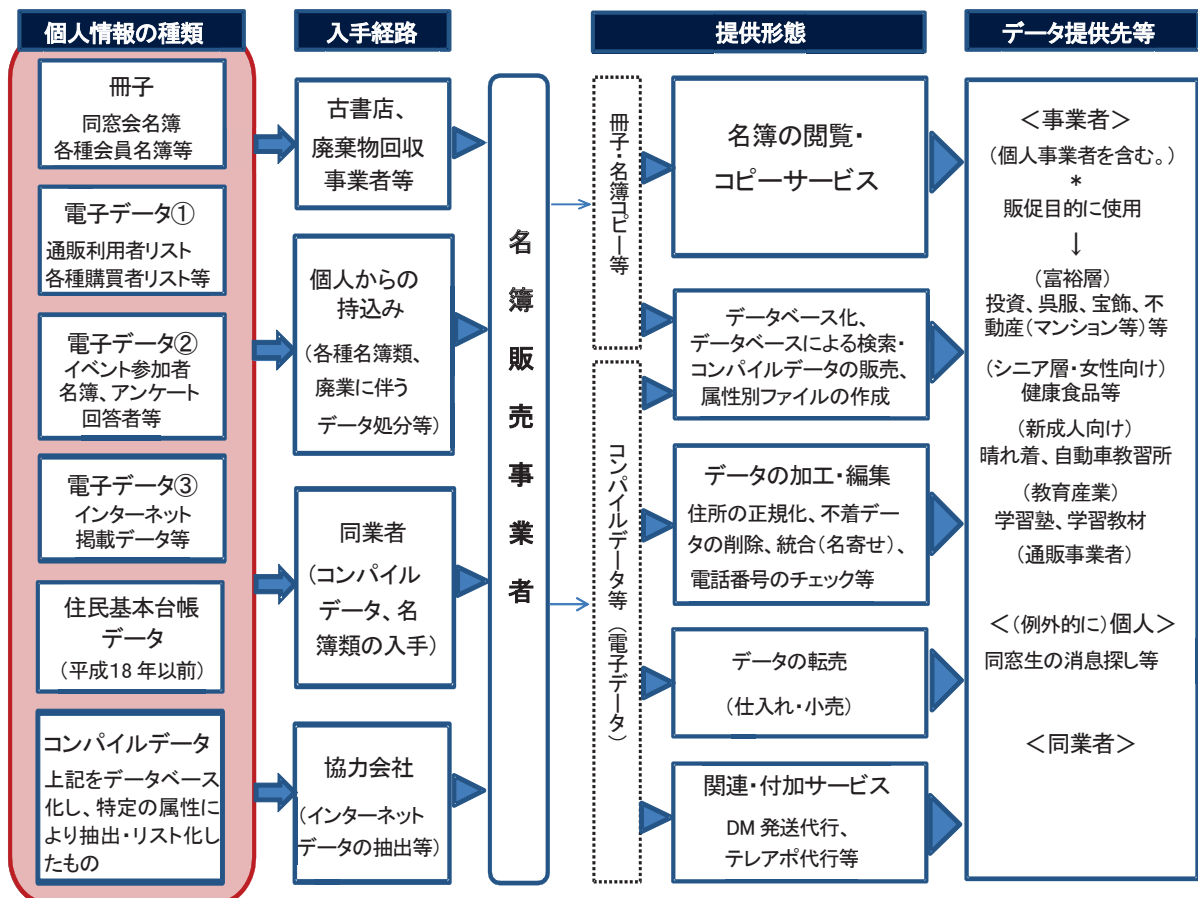 個人情報の種類
冊子
同窓会名簿
各種会員名簿等
電子データ①
通販利用者リスト
各種購買者リスト等
電子データ②
イベント参加者
名簿、アンケート
回答者等
電子データ③
インターネット
掲載データ等
住民基本台帳
データ
(平成18年以前)
コンパイルデータ
上記をデータベース
化し、特定の属性に
より抽出・リスト化し
たもの
入手経路
古書店、
廃棄物回収
事業者等
個人からの
持込み
(各種名簿類、
廃業に伴う
データ処分等)
同業者
(コンパイル
データ、名
簿類の入手)
協力会社
(インターネット
データの抽出等)
名簿販売事業者
提供形態
冊子・名簿コピー等
コンパイルデータ等(電子データ)
名簿の閲覧・
コピーサービス
データベース化、
データベースによる検索・
コンパイルデータの販売、
属性別ファイルの作成
データの加工・編集
住所の正規化、不着デー
タの削除、統合(名寄せ)、
電話番号のチェック等
データの転売
(仕入れ・小売)
関連・付加サービス
DM発送代行、
テレアポ代行等
データ提供先等
<事業者>
(個人事業者を含む。)
*
販促目的に使用
↓
(富裕層)
投資、呉服、宝飾、不
動産(マンション等)等
(シニア層・女性向け)
健康食品等
(新成人向け)
晴れ着、自動車教習所
(教育産業)
学習塾、学習教材
(通販事業者)
<(例外的に)個人>
同窓生の消息探し等
<同業者>